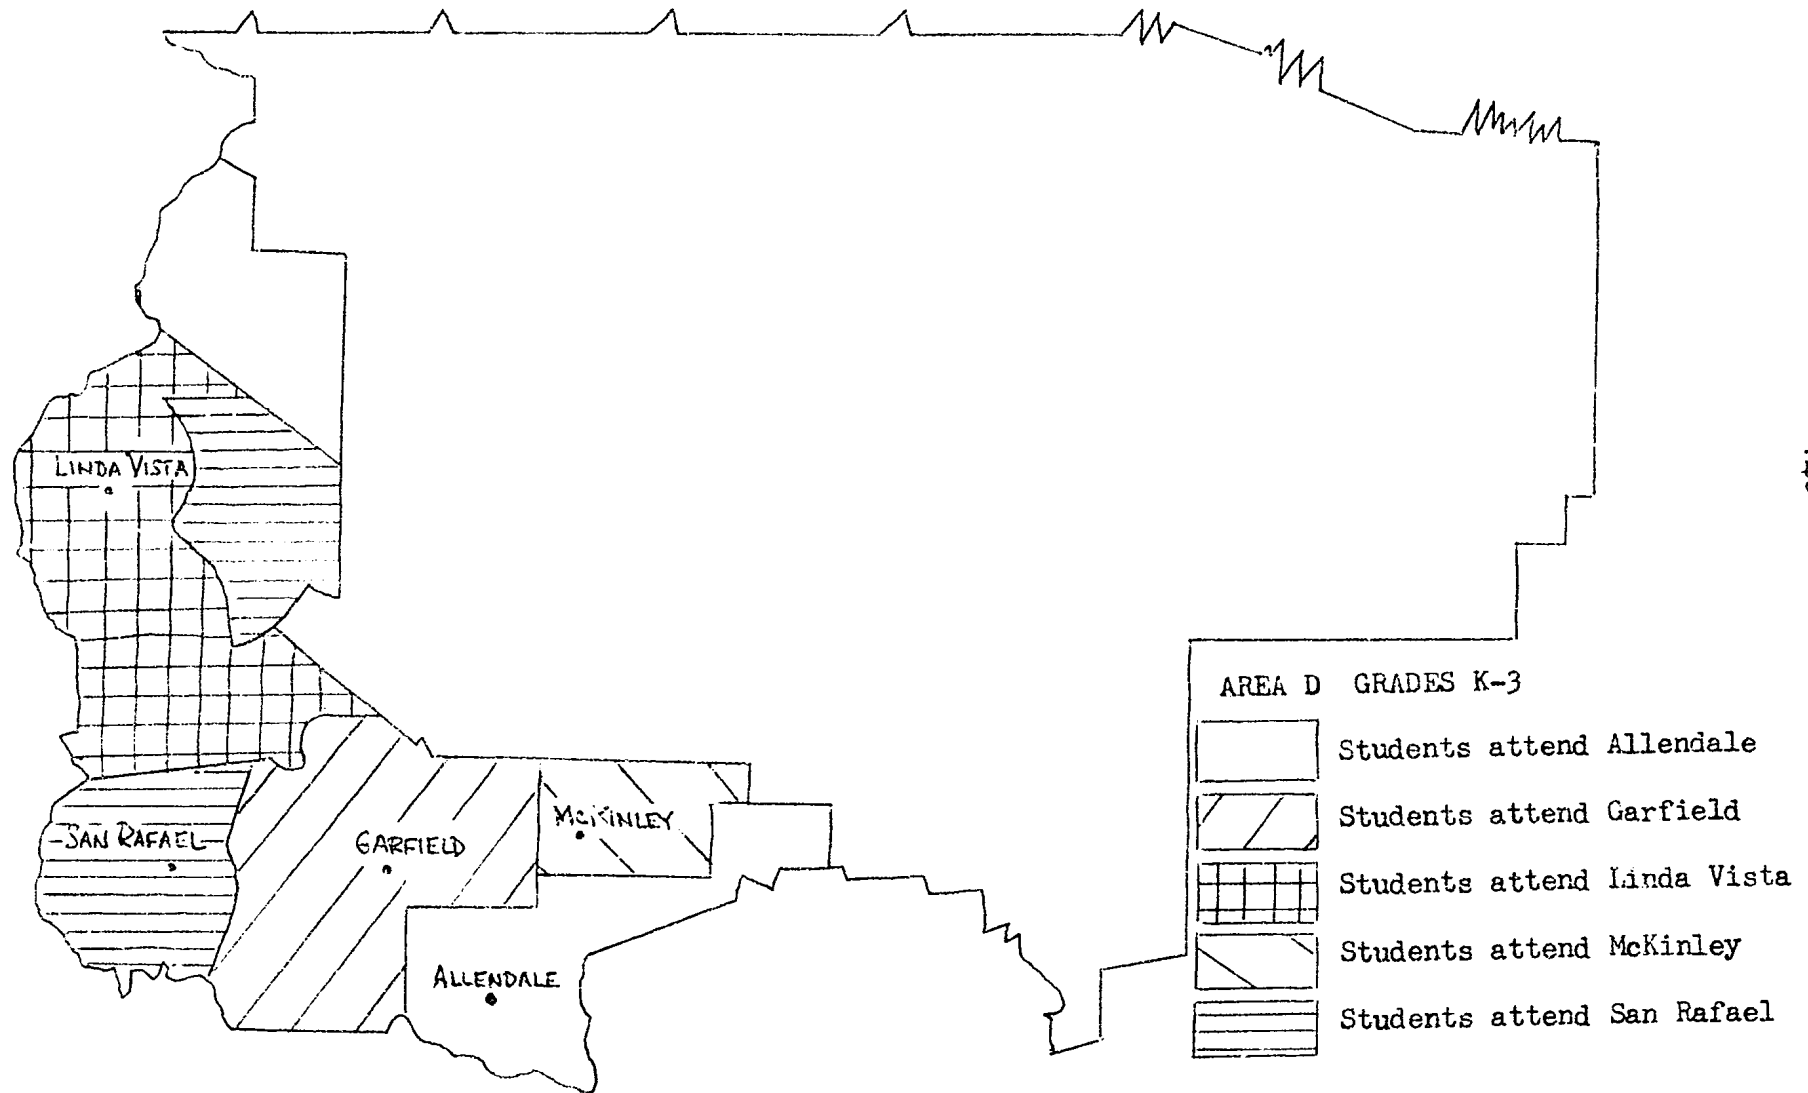 LINDA VISTA
SAN RAFAEL
GARFIELD
McKINLEY
ALLENDALE
AREA D GRADES K-3
Students attend Allendale
Students attend Garfield
Students attend Linda Vista
Students attend McKinley
Students attend San Rafael